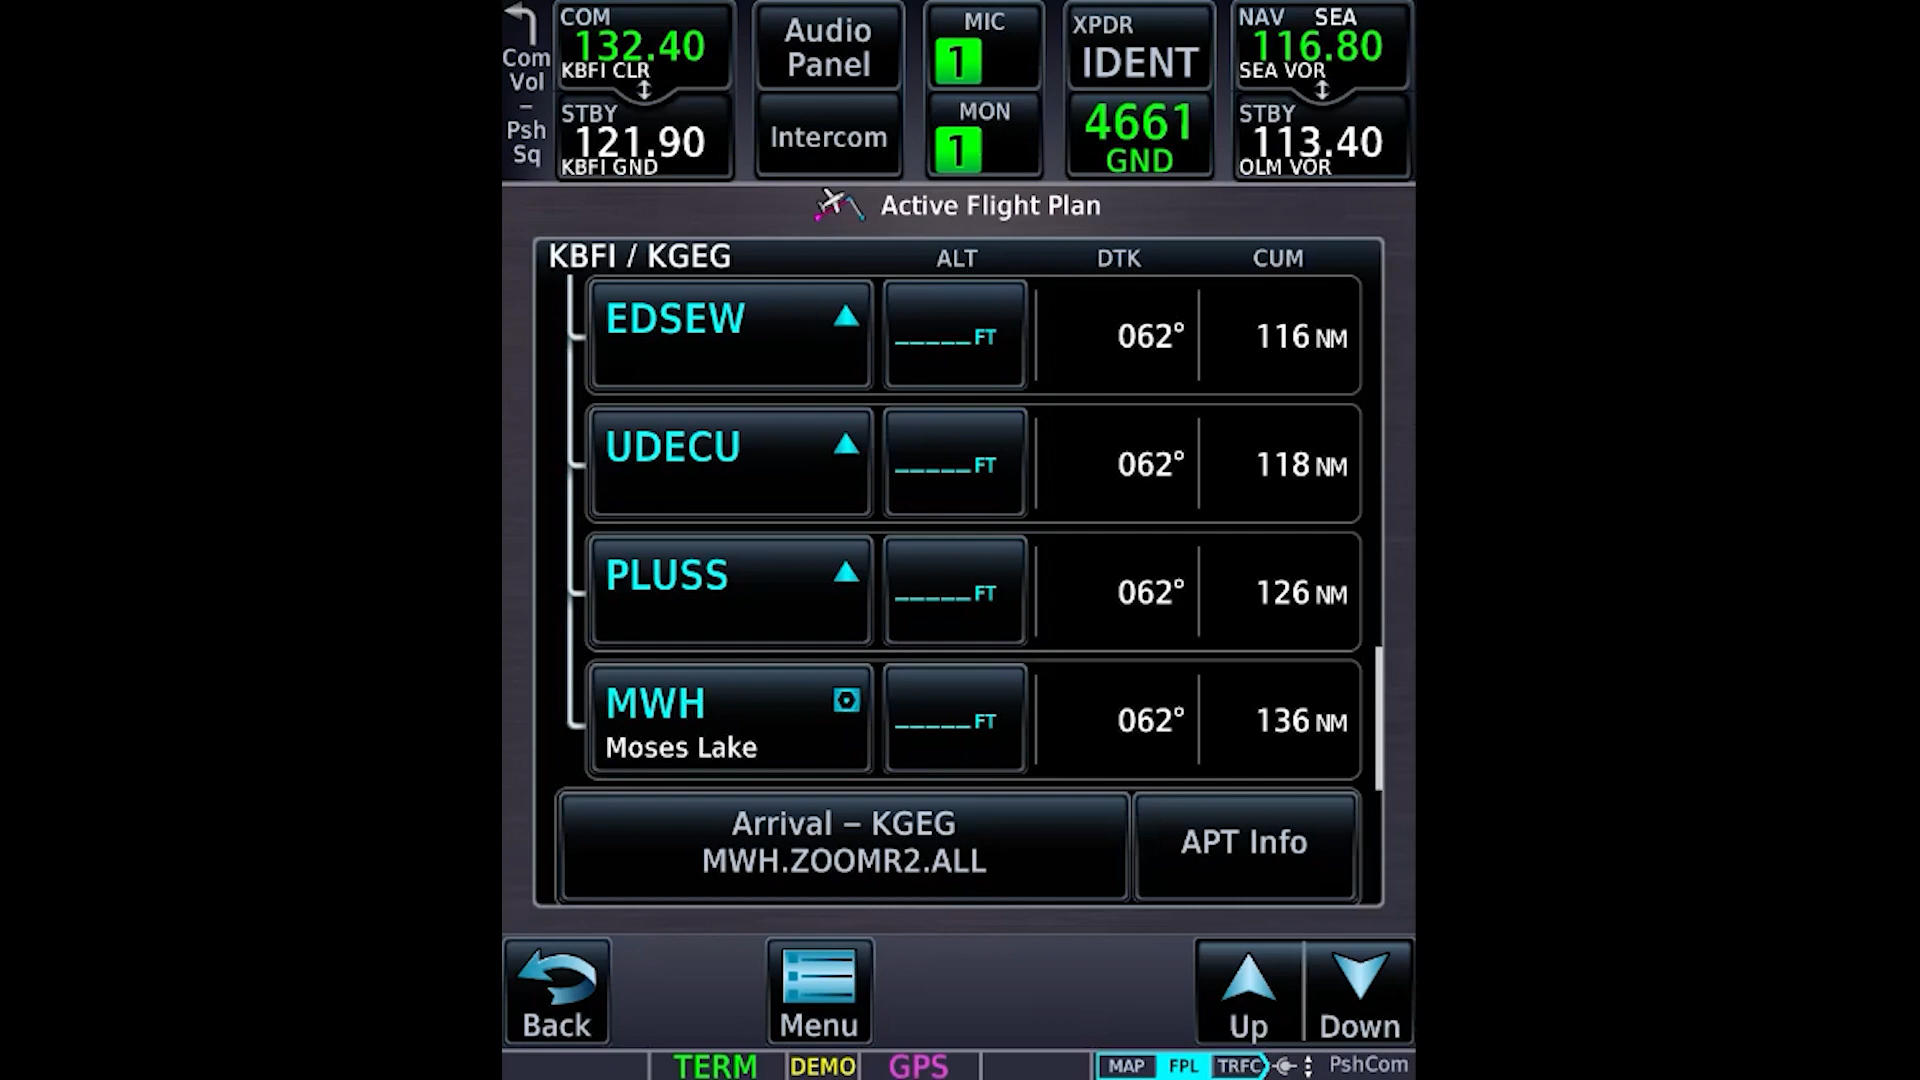 Com
Vol
–
Psh
Sq
COM
132.40
KBFI CLR
STBY
121.90
KBFI GND
Audio
Panel
Intercom
MIC
1
MON
1
XPDR
IDENT
4661
GND
NAV SEA
116.80
SEA VOR
STBY
113.40
OLM VOR
Active Flight Plan
KBFI / KGEG ALT DTK CUM
EDSEW _____FT 062° 116 NM
UDECU _____FT 062° 118 NM
PLUSS _____FT 062° 126 NM
MWH _____FT 062° 136 NM
Moses Lake
Arrival – KGEG
MWH.ZOOMR2.ALL
APT Info
Back
Menu
Up
Down
TERM DEMO GPS MAP FPL TRFC PshCom